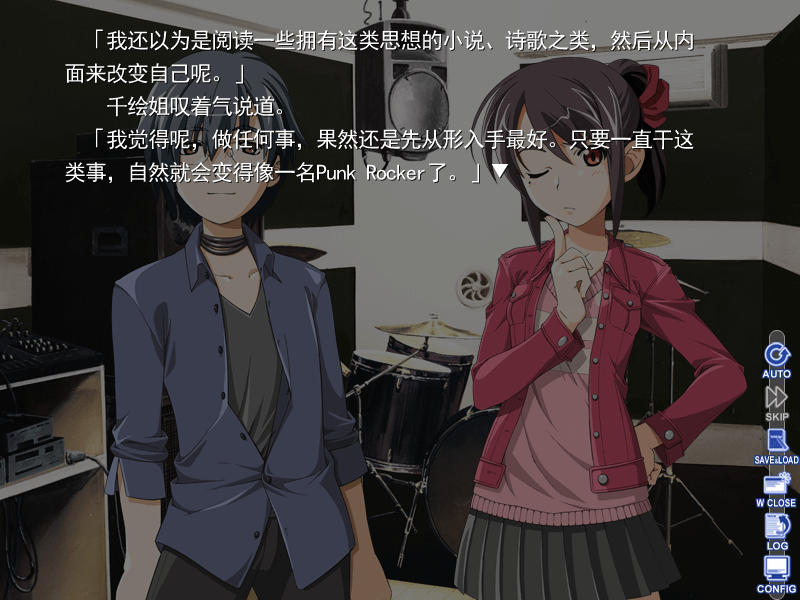 「我还以为是阅读一些拥有这类思想的小说、诗歌之类，然后从内
面来改变自己呢。」
千绘姐叹着气说道。
「我觉得呢，做任何事，果然还是先从形入手最好。只要一直干这
类事，自然就会变得像一名Punk Rocker了。」▼
AUTO
SKIP
SAVE&LOAD
W CLOSE
LOG
CONFIG